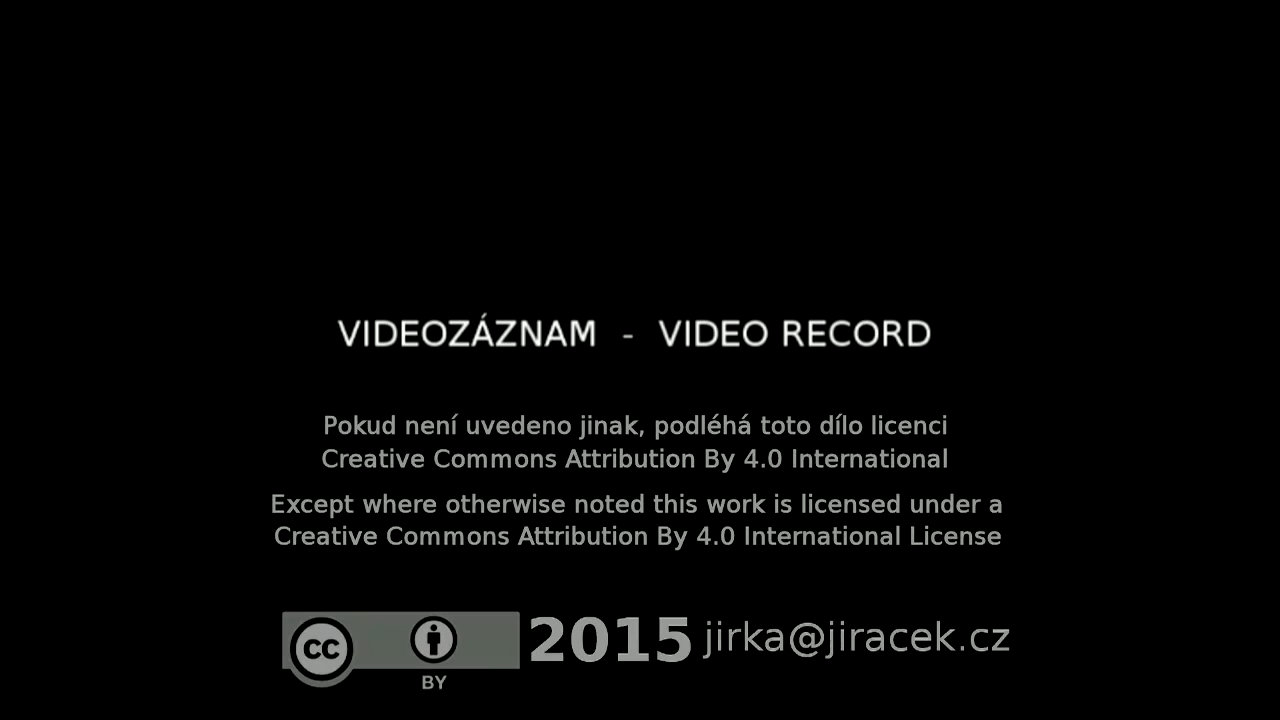 VIDEOZÁZNAM - VIDEO RECORD
Pokud není uvedeno jinak, podléhá toto dílo licenci
Creative Commons Attribution By 4.0 International
Except where otherwise noted this work is licensed under a
Creative Commons Attribution By 4.0 International License
cc 2015 jirka@jiracek.cz
BY